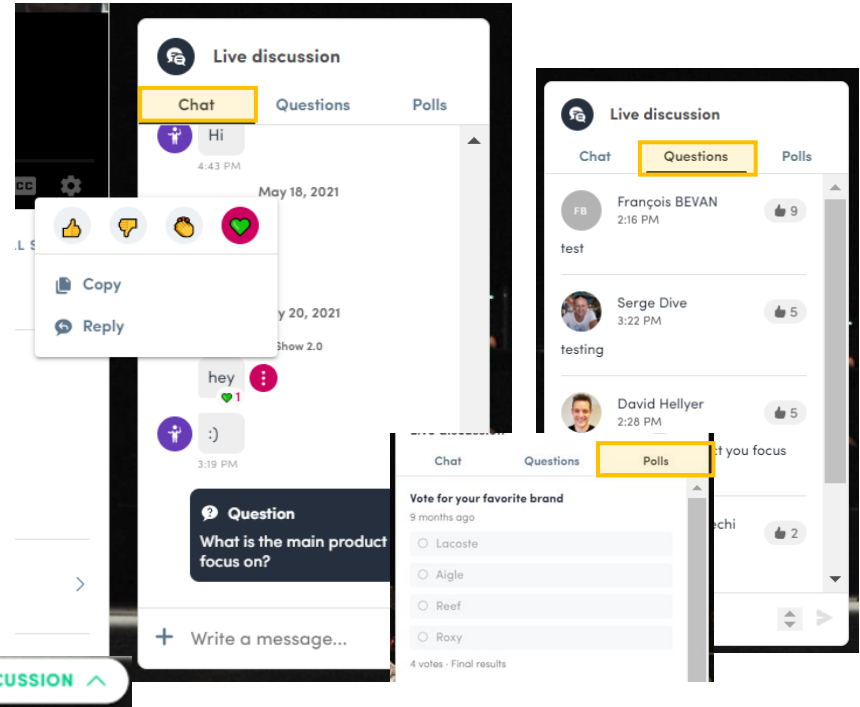 Live discussion
Chat
Questions
Polls
Hi
4:43 PM
May 18, 2021
CC
Copy
Reply
20, 2021
Show 2.0
hey
1
:)
3:19 PM
Question
What is the main product
focus on?
Write a message...
CUSSION
Live discussion
Chat
Questions
Polls
FB
François BEVAN
2:16 PM
9
test
Serge Dive
3:22 PM
5
testing
David Hellyer
2:28 PM
5
you focus
2
Chat
Questions
Polls
Vote for your favorite brand
9 months ago
Lacoste
Aigle
Reef
Roxy
4 votes · Final results